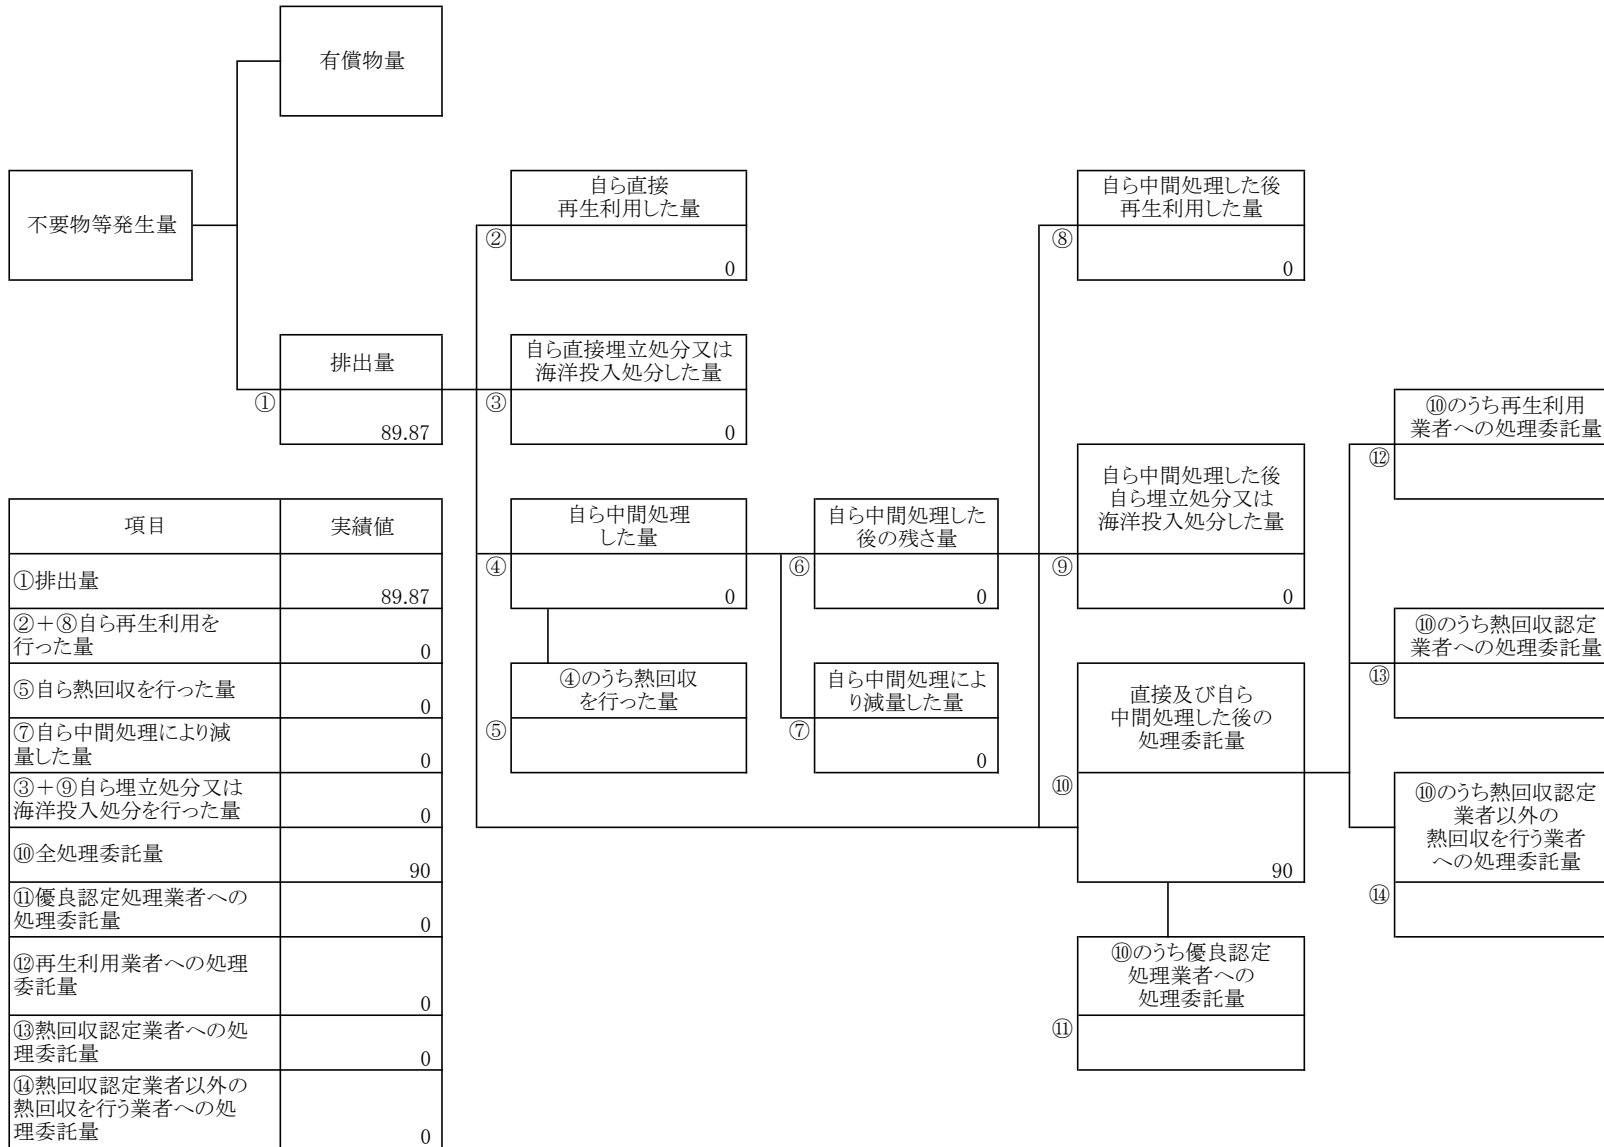 有償物量
不要物等発生量
自ら直接
再生利用した量
②
0
自ら中間処理した後
再生利用した量
⑧
0
排出量
①
89.87
自ら直接埋立処分又は
海洋投入処分した量
③
0
⑩のうち再生利用
業者への処理委託量
⑫
自ら中間処理した後
自ら埋立処分又は
海洋投入処分した量
⑨
0
自ら中間処理
した量
④
0
自ら中間処理した
後の残さ量
⑥
0
④のうち熱回収
を行った量
⑤
自ら中間処理によ
り減量した量
⑦
0
直接及び自ら
中間処理した後の
処理委託量
⑩
90
⑩のうち熱回収認定
業者への処理委託量
⑬
⑩のうち熱回収認定
業者以外の
熱回収を行う業者
への処理委託量
⑭
⑩のうち優良認定
処理業者への
処理委託量
⑪
項目 実績値
①排出量 89.87
②+⑧自ら再生利用を
行った量 0
⑤自ら熱回収を行った量 0
⑦自ら中間処理により減
量した量 0
③+⑨自ら埋立処分又は
海洋投入処分を行った量 0
⑩全処理委託量 90
⑪優良認定処理業者への
処理委託量 0
⑫再生利用業者への処理
委託量 0
⑬熱回収認定業者への処
理委託量 0
⑭熱回収認定業者以外の
熱回収を行う業者への処
理委託量 0